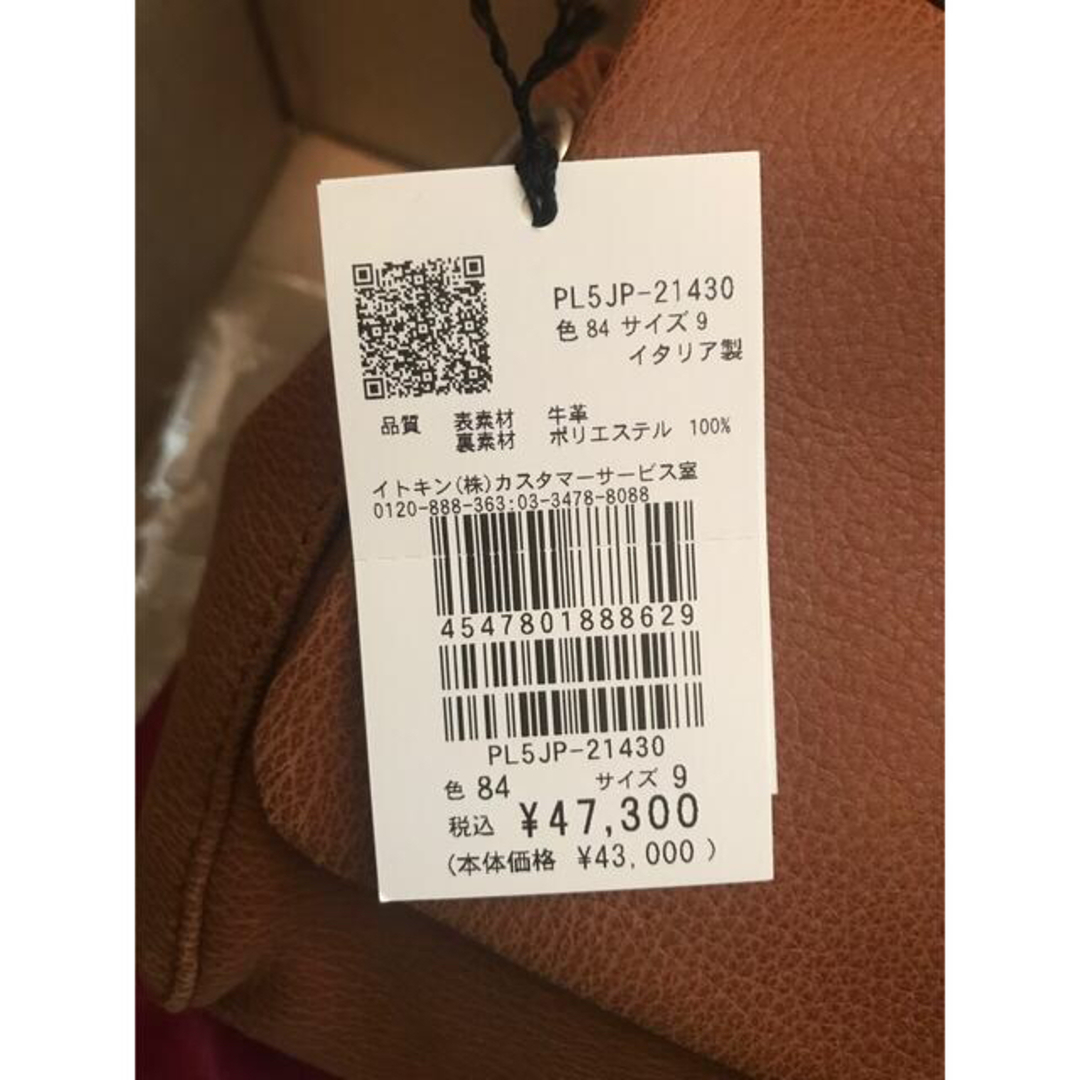 PL5JP-21430
色 84 サイズ 9
イタリア製
品質 表素材 牛革
裏素材 ポリエステル 100%
イトキン(株)カスタマーサービス室
0120-888-363:03-3478-8088
4547801888629
PL5JP-21430
色 84 サイズ 9
税込 ¥47,300
(本体価格 ¥43,000 )